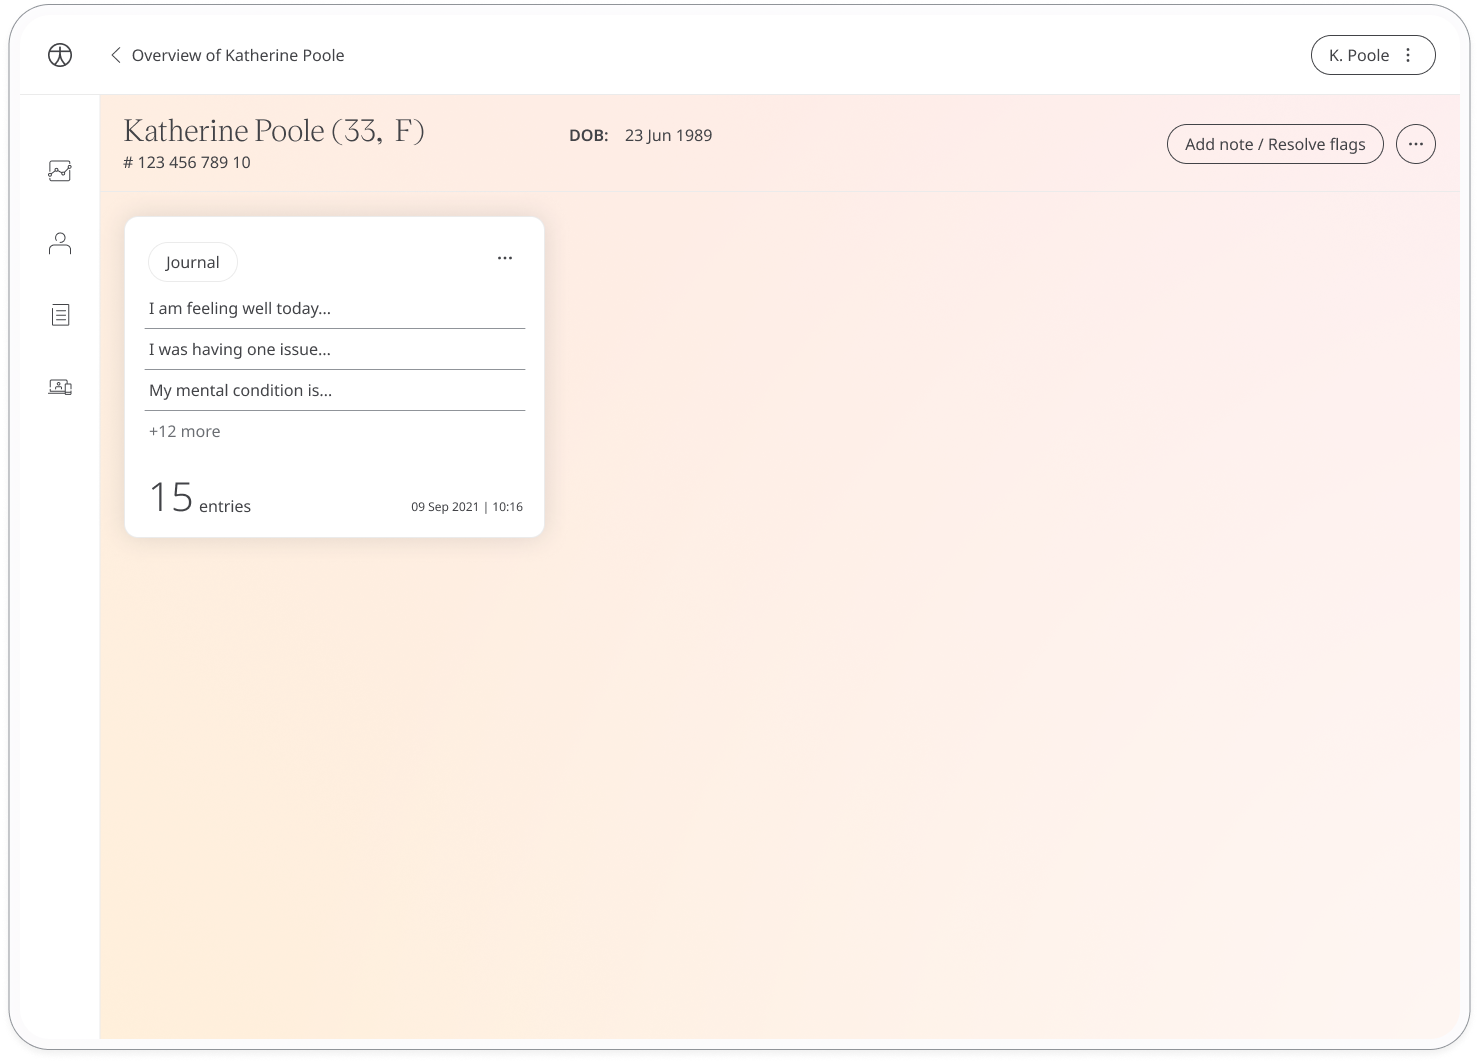 Overview of Katherine Poole
K. Poole
Katherine Poole (33, F)
# 123 456 789 10
DOB: 23 Jun 1989
Add note / Resolve flags
Journal
I am feeling well today...
I was having one issue...
My mental condition is...
+12 more
15 entries
09 Sep 2021 | 10:16